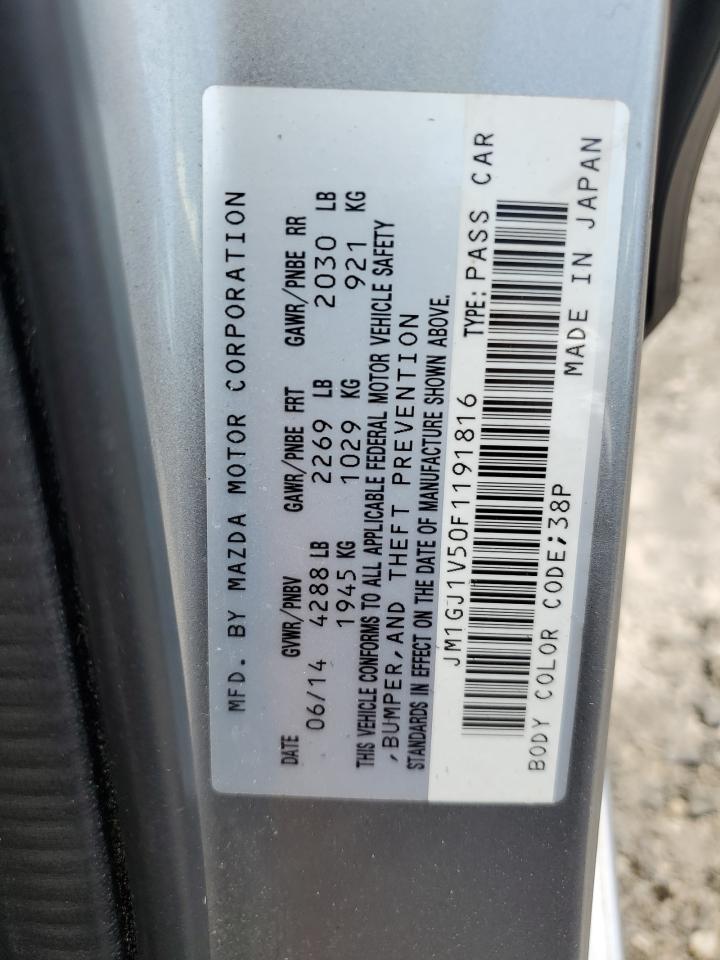 MFD. BY MAZDA MOTOR CORPORATION
DATE GVWR/PNBV GAWR/PNBE FRT GAWR/PNBE RR
06/14 4288 LB 2269 LB 2030 LB
1945 KG 1029 KG 921 KG
THIS VEHICLE CONFORMS TO ALL APPLICABLE FEDERAL MOTOR VEHICLE SAFETY
,BUMPER,AND THEFT PREVENTION
STANDARDS IN EFFECT ON THE DATE OF MANUFACTURE SHOWN ABOVE.
JM1GJ1V50F1191816 TYPE: PASS CAR
BODY COLOR CODE;38P MADE IN JAPAN